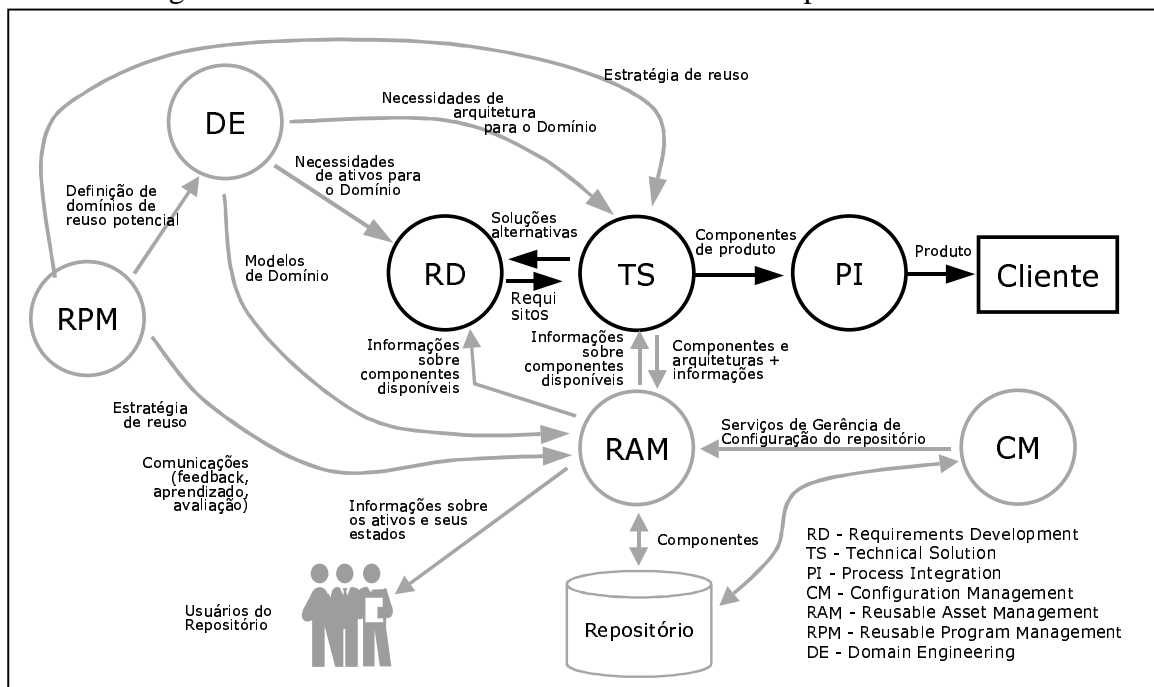 Estratégia de reuso
Necessidades de
arquitetura
para o Domínio
DE
Necessidades
de ativos para
o Domínio
Definição de
domínios de
reuso potencial
Soluções
alternativas
Componentes
de produto
Produto
Modelos
de Domínio
RD
TS
PI
Cliente
Requi
sitos
RPM
Informações
sobre
componentes
disponíveis
Informações
sobre
componentes
disponíveis
Componentes e
arquiteturas +
informações
Estratégia
de reuso
Serviços de Gerência de
Configuração do repositório
RAM
CM
Comunicações
(feedback,
aprendizado,
avaliação)
Informações sobre
os ativos e seus
estados
Componentes
RD - Requirements Development
TS - Technical Solution
PI - Process Integration
CM - Configuration Management
RAM - Reusable Asset Management
RPM - Reusable Program Management
DE - Domain Engineering
Usuários do
Repositório
Repositório